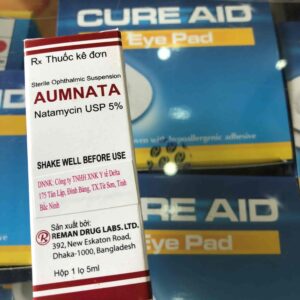 CURE AID
Eye Pad
Rx Thuốc kê đơn
Sterile Ophthalmic Suspension
AUMNATA
Natamycin USP 5%
SHAKE WELL BEFORE USE
DNNK: Công ty TNHH XNK Y tế Delta
175 Tân Lập, Đình Bảng, TX.Từ Sơn, Tỉnh
Bắc Ninh
Sản xuất bởi:
REMAN DRUG LABS. LTD.
392, New Eskaton Road,
Dhaka-1000, Bangladesh
Hộp 1 lọ 5ml
with hypoallergenic adhesive
CURE AID
Eye Pad